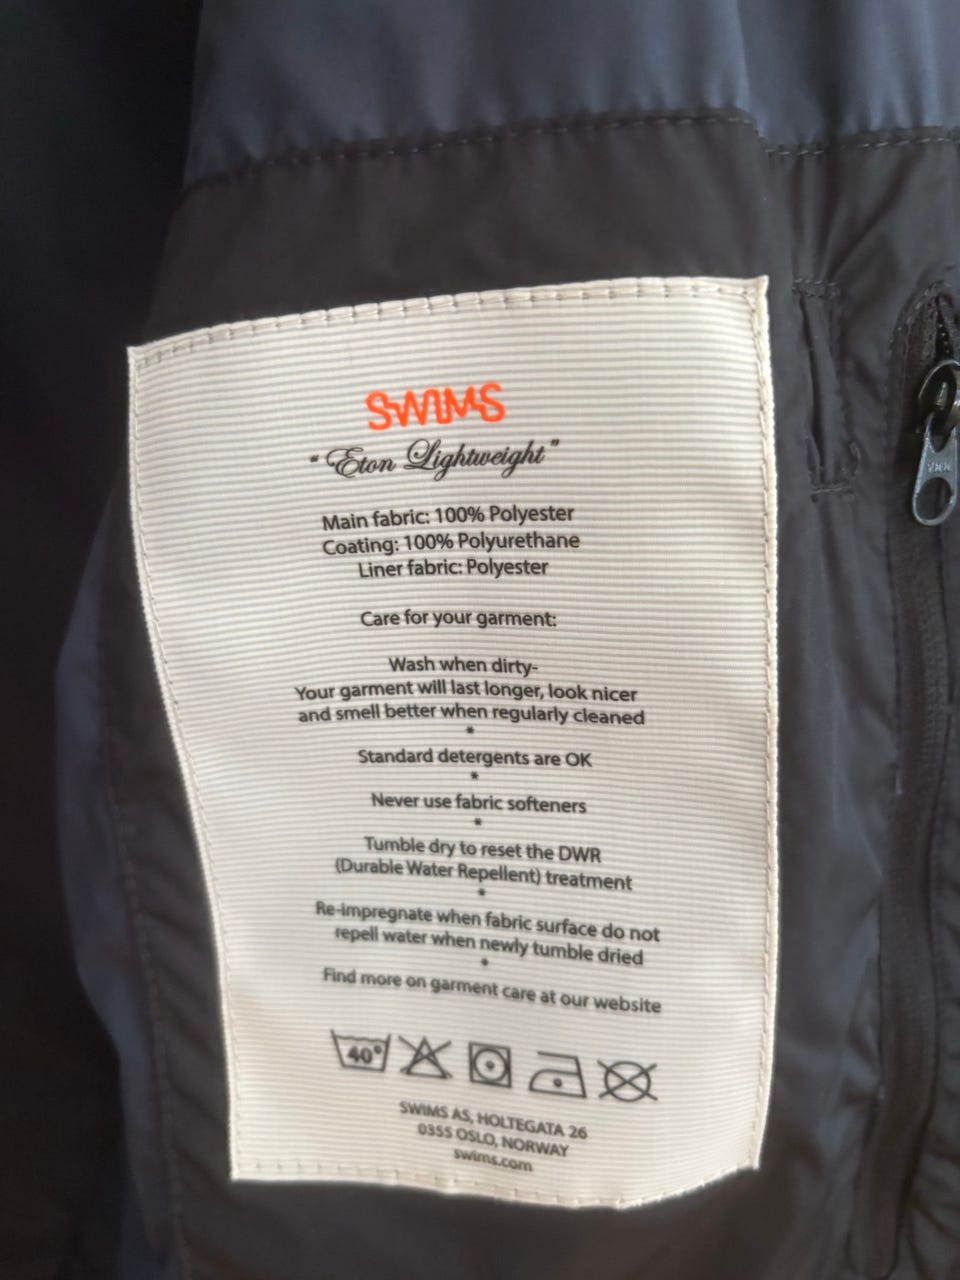 SWIMS
"Eton Lightweight"
Main fabric: 100% Polyester
Coating: 100% Polyurethane
Liner fabric: Polyester
Care for your garment:
Wash when dirty-
Your garment will last longer, look nicer
and smell better when regularly cleaned
*
Standard detergents are OK
*
Never use fabric softeners
*
Tumble dry to reset the DWR
(Durable Water Repellent) treatment
*
Re-impregnate when fabric surface do not
repell water when newly tumble dried
*
Find more on garment care at our website
40°
SWIMS AS, HOLTEGATA 26
0355 OSLO, NORWAY
swims.com
YKK